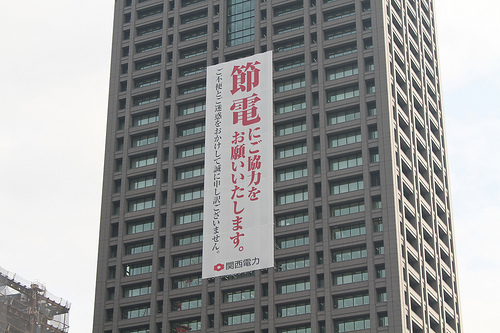 節電にご協力を
お願いいたします。
ご不便とご迷惑をおかけして誠に申し訳ございません。
関西電力